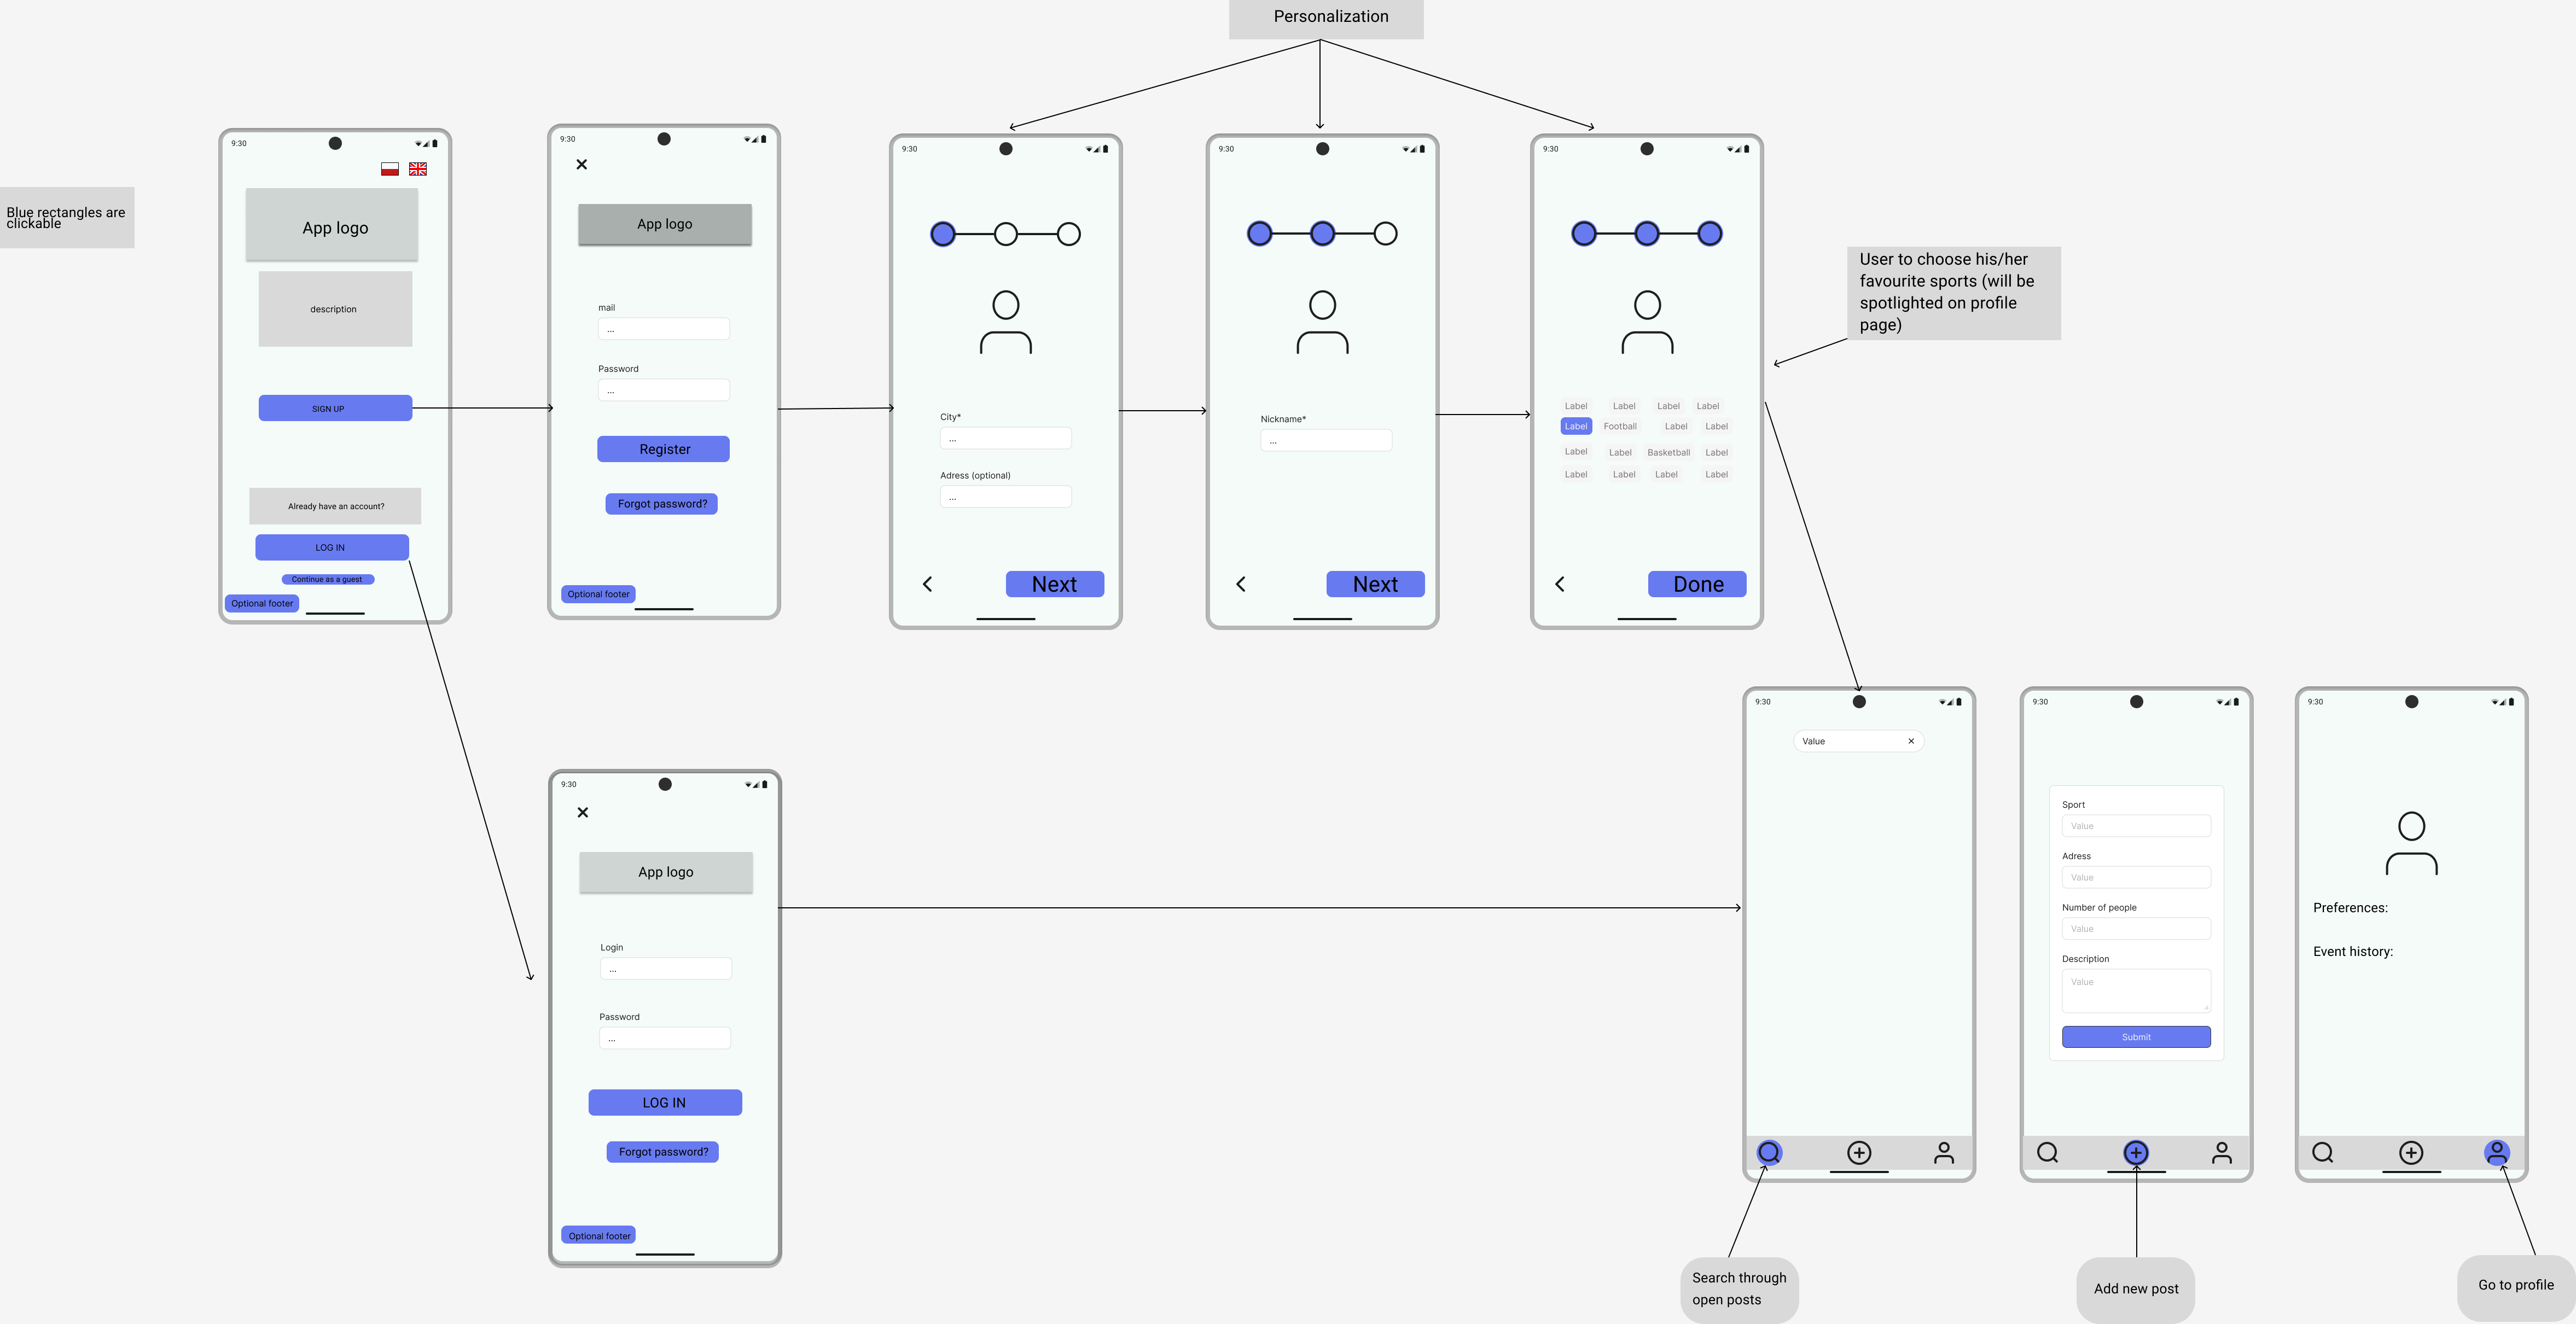 Personalization
Blue rectangles are
clickable
9:30
App logo
description
SIGN UP
Already have an account?
LOG IN
Continue as a guest
Optional footer
9:30
App logo
mail
...
Password
...
Register
Forgot password?
Optional footer
9:30
City*
...
Adress (optional)
...
Next
9:30
Nickname*
...
Next
9:30
Label Label Label Label
Label Football Label Label
Label Label Basketball Label
Label Label Label Label
Done
User to choose his/her
favourite sports (will be
spotlighted on profile
page)
9:30
App logo
Login
...
Password
...
LOG IN
Forgot password?
Optional footer
9:30
Value
9:30
Sport
Value
Adress
Value
Number of people
Value
Description
Value
Submit
9:30
Preferences:
Event history:
Search through
open posts
Add new post
Go to profile